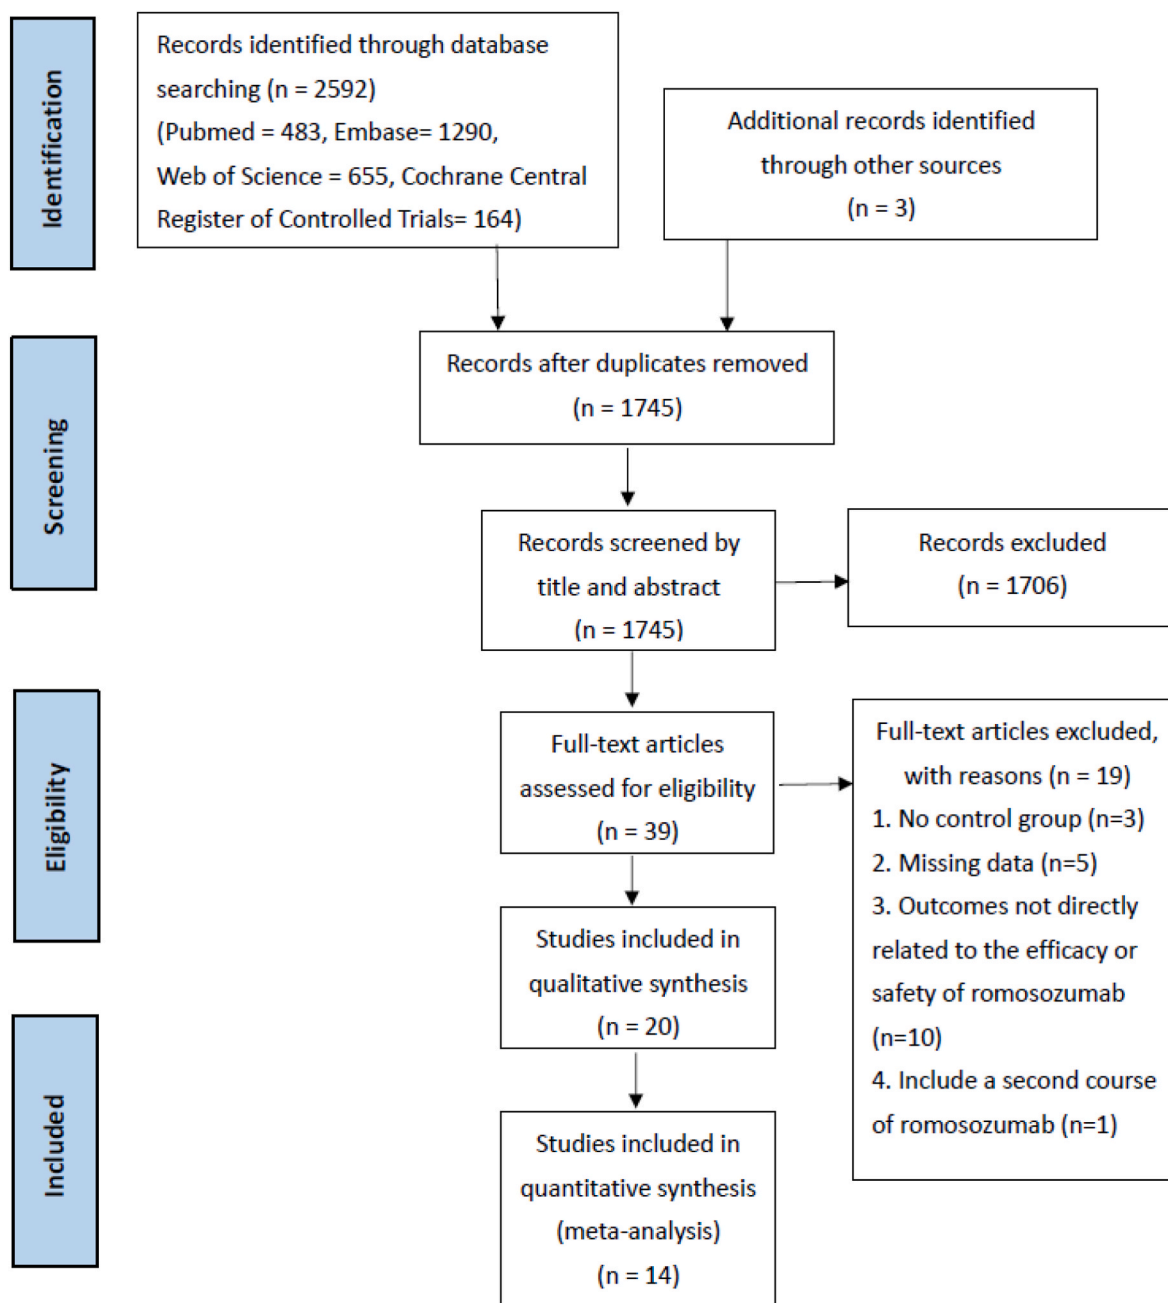 Identification
Records identified through database
searching (n = 2592)
(Pubmed = 483, Embase= 1290,
Web of Science = 655, Cochrane Central
Register of Controlled Trials= 164)
Additional records identified
through other sources
(n = 3)
Screening
Records after duplicates removed
(n = 1745)
Records screened by
title and abstract
(n = 1745)
Records excluded
(n = 1706)
Eligibility
Full-text articles
assessed for eligibility
(n = 39)
Full-text articles excluded,
with reasons (n = 19)
1. No control group (n=3)
2. Missing data (n=5)
3. Outcomes not directly
related to the efficacy or
safety of romosozumab
(n=10)
4. Include a second course
of romosozumab (n=1)
Studies included in
qualitative synthesis
(n = 20)
Included
Studies included in
quantitative synthesis
(meta-analysis)
(n = 14)